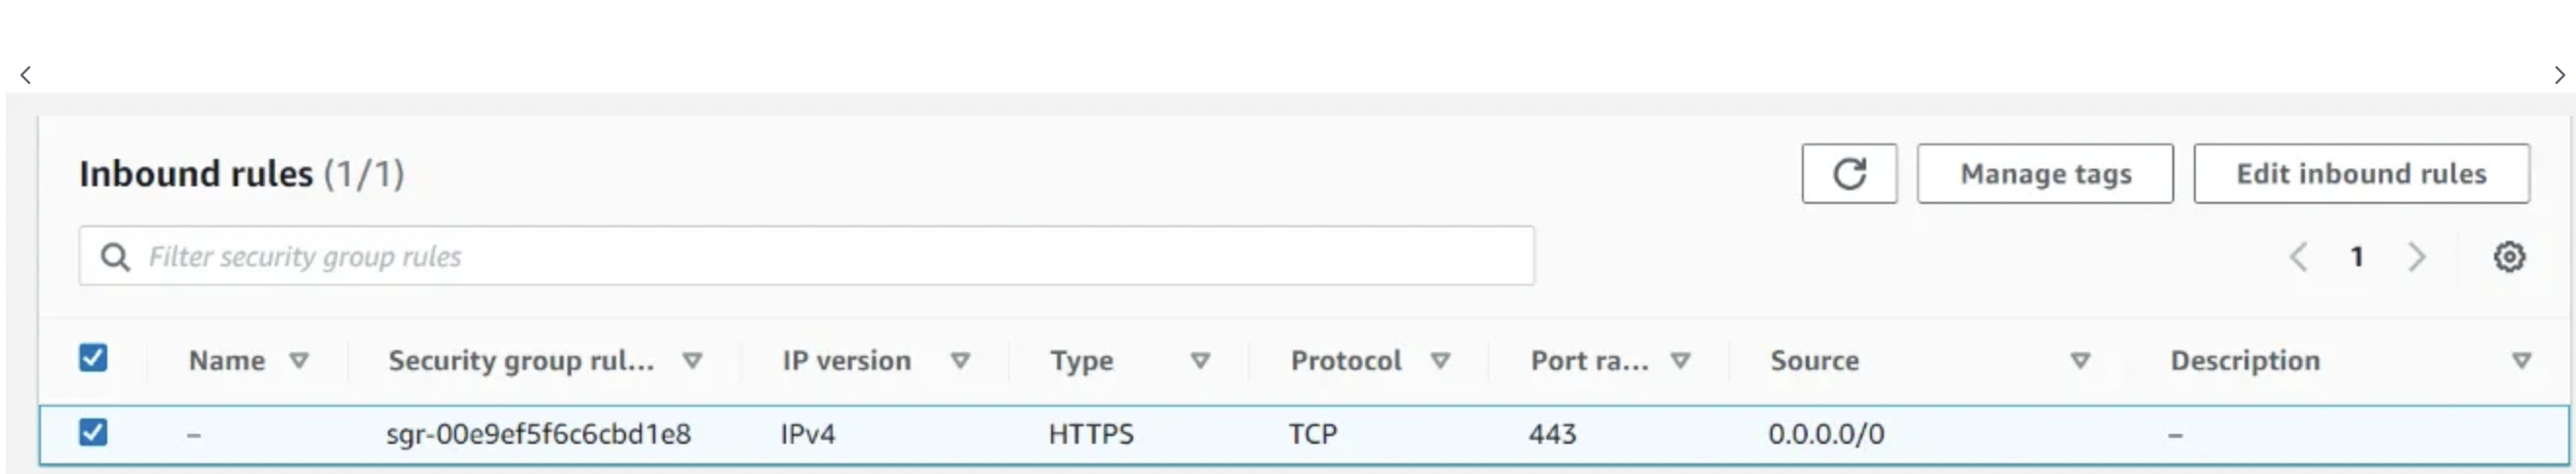 Inbound rules (1/1)
Manage tags
Edit inbound rules
Filter security group rules
1
Name Security group rul... IP version Type Protocol Port ra... Source Description
– sgr-00e9ef5f6c6cbd1e8 IPv4 HTTPS TCP 443 0.0.0.0/0 –